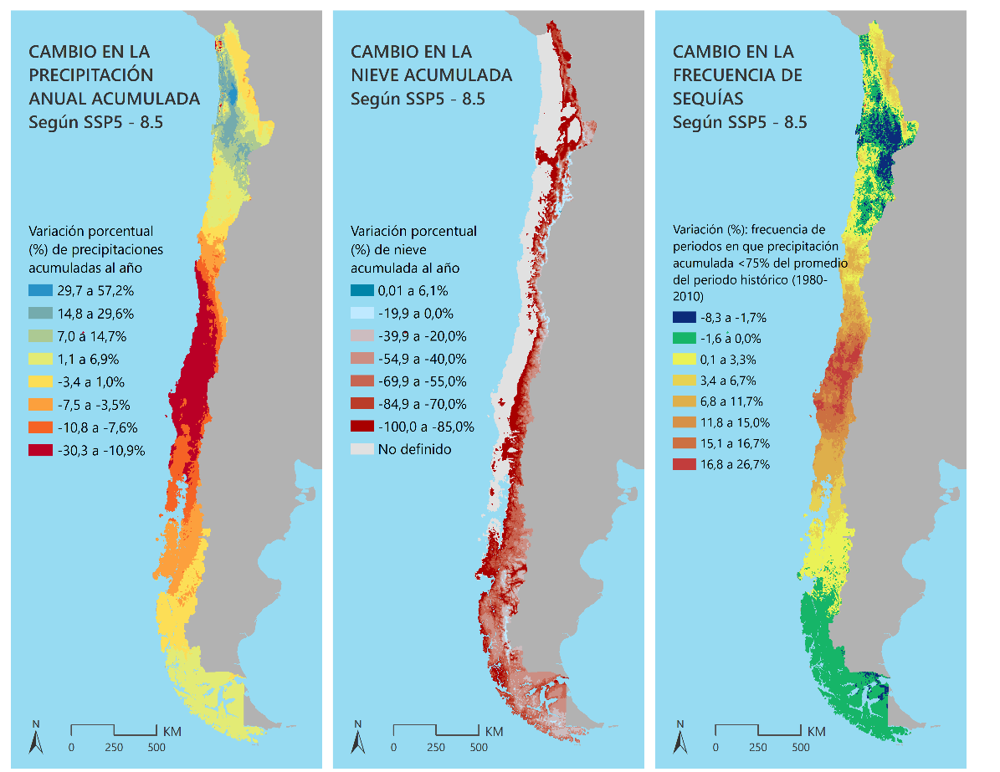 CAMBIO EN LA
PRECIPITACIÓN
ANUAL ACUMULADA
Según SSP5 - 8.5
Variación porcentual
(%) de precipitaciones
acumuladas al año
29,7 a 57,2%
14,8 a 29,6%
7,0 á 14,7%
1,1 a 6,9%
-3,4 a 1,0%
-7,5 a -3,5%
-10,8 a -7,6%
-30,3 a -10,9%
N
KM
0 250 500
CAMBIO EN LA
NIEVE ACUMULADA
Según SSP5 - 8.5
Variación porcentual
(%) de nieve
acumulada al año
0,01 a 6,1%
-19,9 a 0,0%
-39,9 a -20,0%
-54,9 a -40,0%
-69,9 a -55,0%
-84,9 a -70,0%
-100,0 a -85,0%
No definido
N
KM
0 250 500
CAMBIO EN LA
FRECUENCIA DE
SEQUÍAS
Según SSP5 - 8.5
Variación (%): frecuencia de
periodos en que precipitación
acumulada <75% del promedio
del periodo histórico (1980-
2010)
-8,3 a -1,7%
-1,6 a 0,0%
0,1 a 3,3%
3,4 a 6,7%
6,8 a 11,7%
11,8 a 15,0%
15,1 a 16,7%
16,8 a 26,7%
N
KM
0 250 500